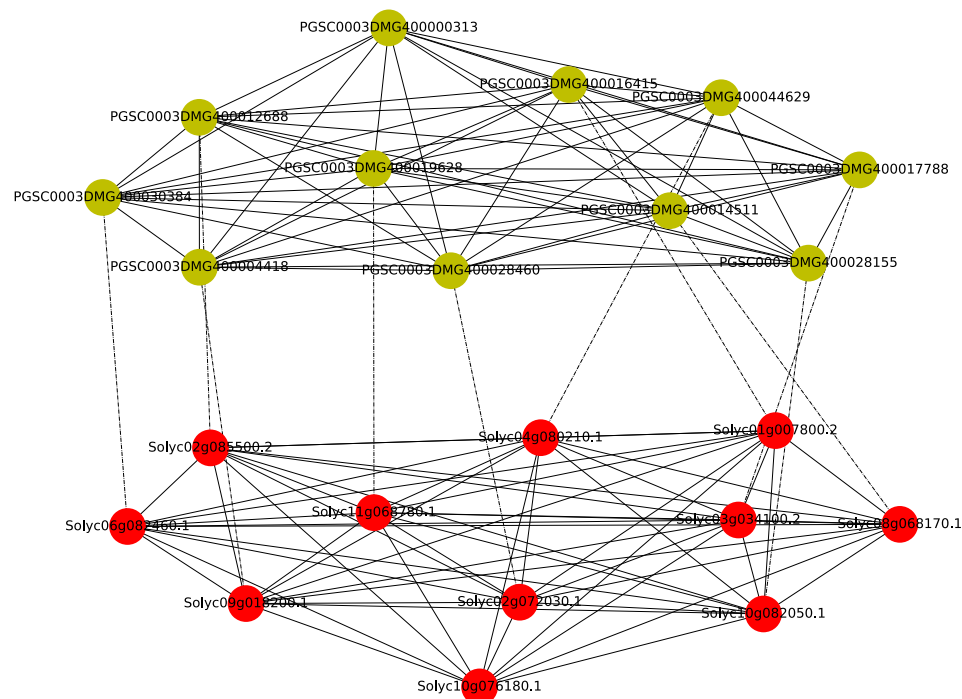 PGSC0003DMG400000313
PGSC0003DMG400016415
PGSC0003DMG400044629
PGSC0003DMG400012688
PGSC0003DMG400019628
PGSC0003DMG400017788
PGSC0003DMG400030384
PGSC0003DMG400014511
PGSC0003DMG400004418
PGSC0003DMG400028460
PGSC0003DMG400028155
Solyc02g085500.2
Solyc04g080210.1
Solyc01g007800.2
Solyc06g082460.1
Solyc11g068780.1
Solyc03g034100.2
Solyc08g068170.1
Solyc09g018200.1
Solyc02g072030.1
Solyc10g082050.1
Solyc10g076180.1